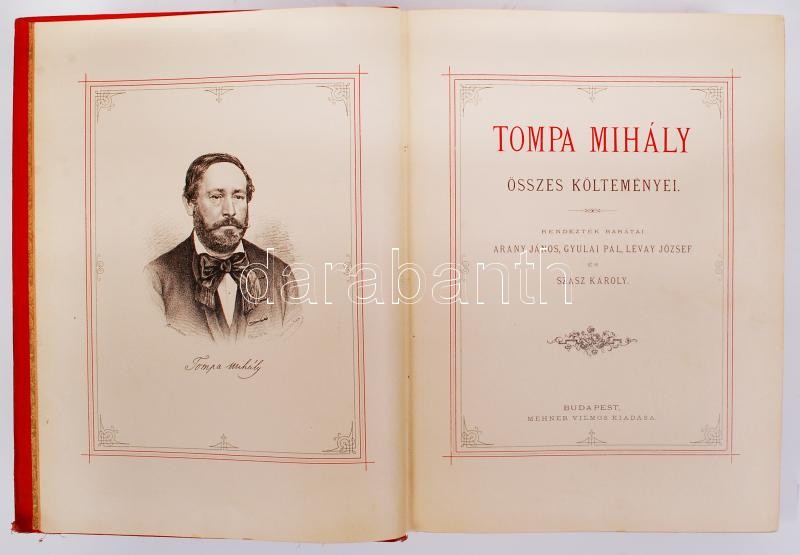 Tompa Mihály
TOMPA MIHÁLY
ÖSSZES KÖLTEMÉNYEI.
RENDEZTÉK BARÁTAI
ARANY JÁNOS, GYULAI PÁL, LÉVAY JÓZSEF
ÉS
SZÁSZ KÁROLY.
BUDAPEST,
MEHNER VILMOS KIADÁSA.
darabanth